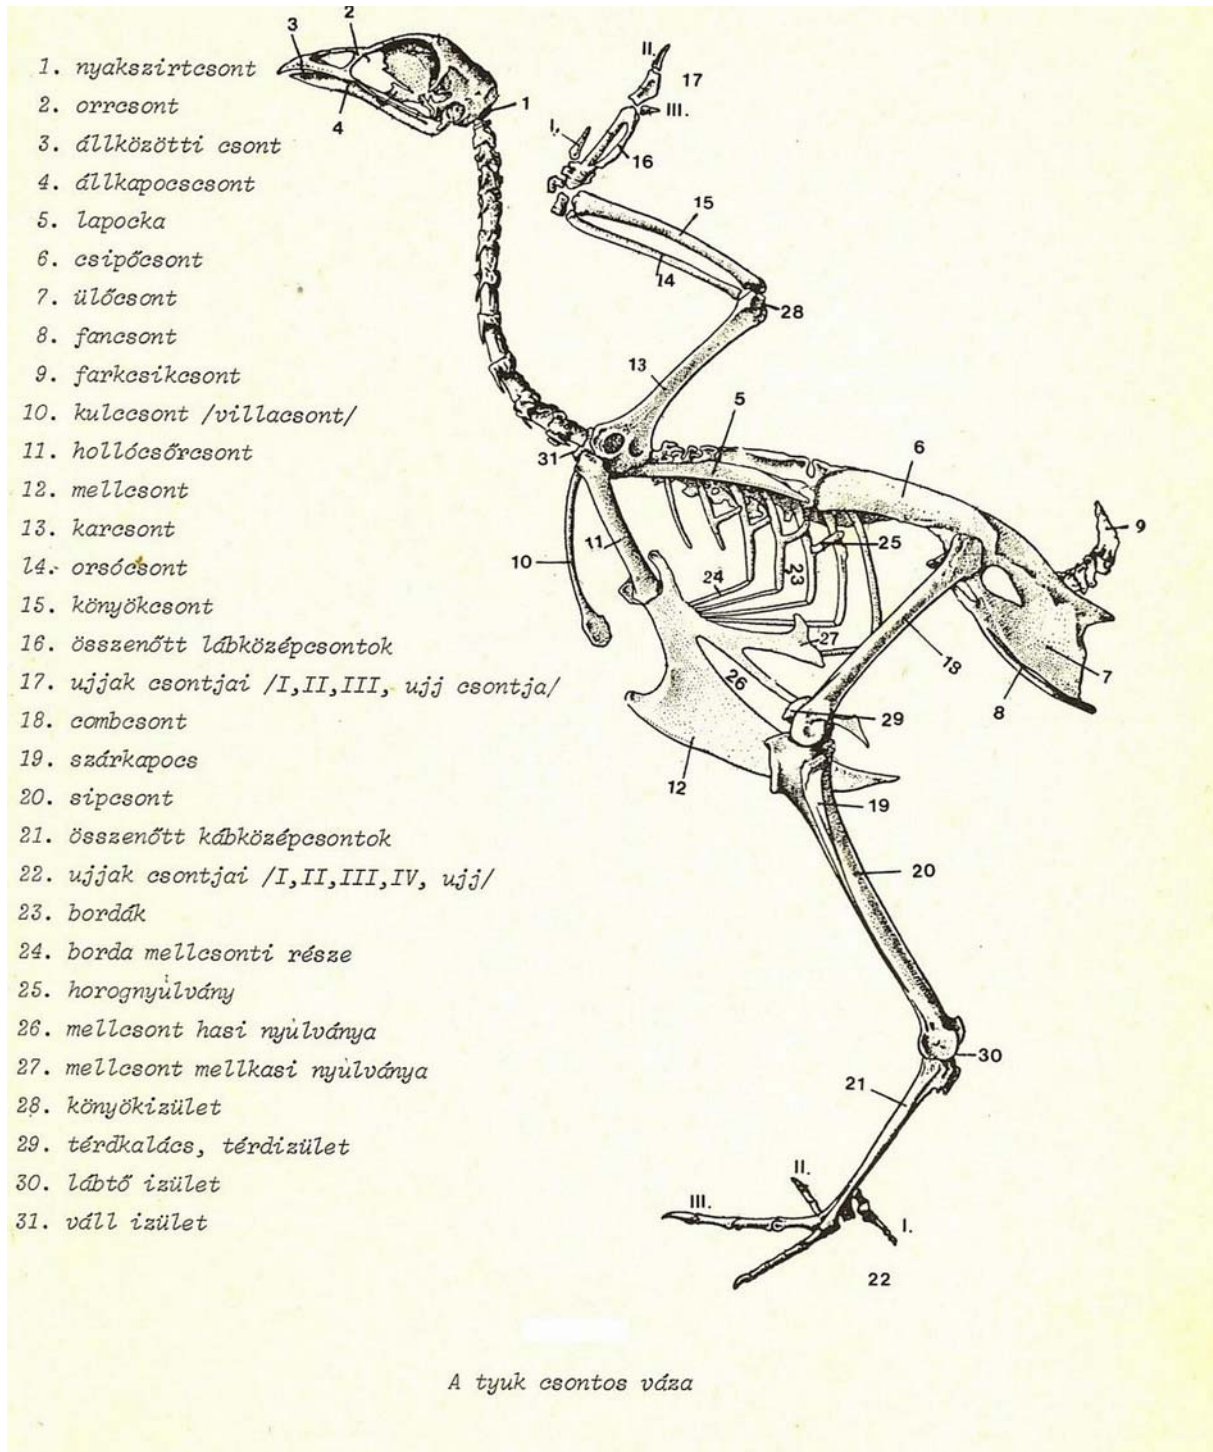 1. nyakszirtcsont
2. orrcsont
3. állközötti csont
4. állkapocscsont
5. lapocka
6. csipőcsont
7. ülőcsont
8. fancsont
9. farkcsikcsont
10. kulccsont /villacsont/
11. hollócsőrcsont
12. mellcsont
13. karcsont
14. orsócsont
15. könyökcsont
16. összenőtt lábközépcsontok
17. ujjak csontjai /I,II,III, ujj csontja/
18. combcsont
19. szárkapocs
20. sipcsont
21. összenőtt kábközépcsontok
22. ujjak csontjai /I,II,III,IV, ujj/
23. bordák
24. borda mellcsonti része
25. horognyúlvány
26. mellcsont hasi nyúlványa
27. mellcsont mellkasi nyúlványa
28. könyökizület
29. térdkalács, térdizület
30. lábtő izület
31. váll izület
3
2
1
4
II.
17
III.
I.
16
15
14
28
13
5
31
6
9
10
11
25
24
23
27
26
18
7
8
29
12
19
20
30
21
II.
III.
I.
22
A tyuk csontos váza